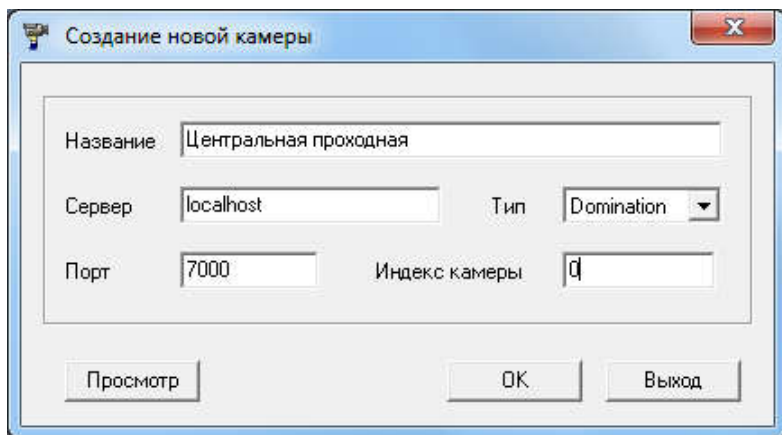 Создание новой камеры
Название Центральная проходная
Сервер localhost Тип Domination
Порт 7000 Индекс камеры 0
Просмотр OK Выход